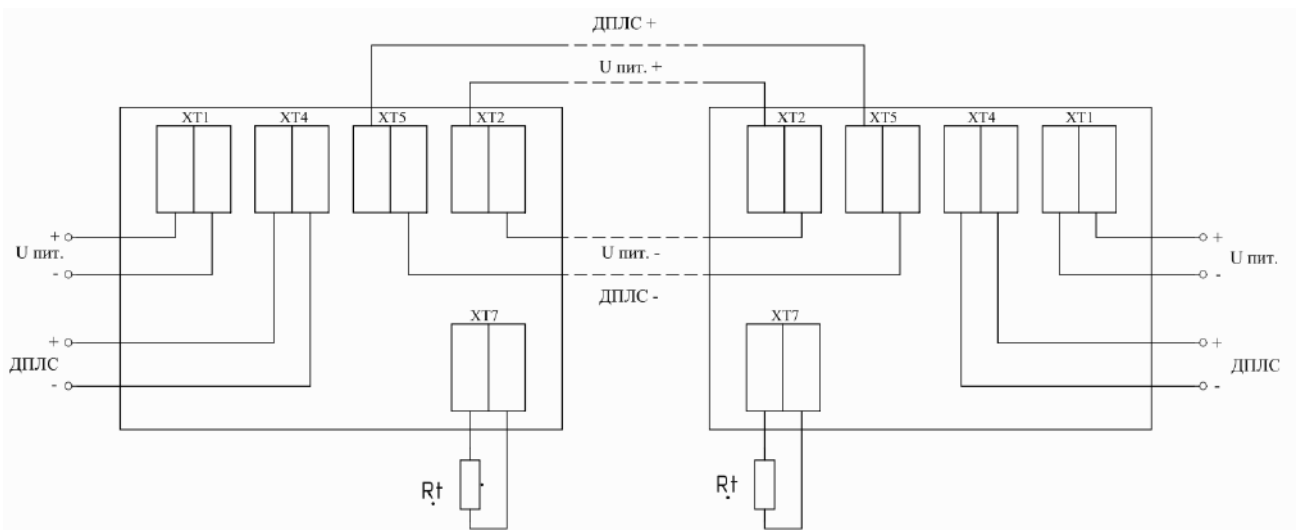 ДПЛС +
U пит. +
XT1 XT4 XT5 XT2 XT2 XT5 XT4 XT1
+ +
U пит. U пит. - U пит.
- -
ДПЛС -
XT7 XT7
+ +
ДПЛС ДПЛС
- -
Rt Rt